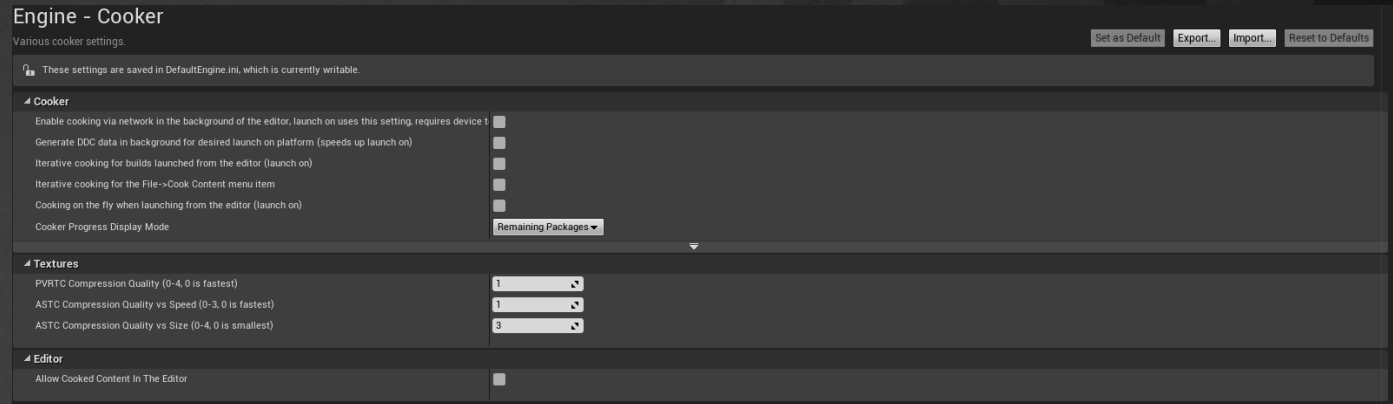 Engine - Cooker
Various cooker settings.
Set as Default Export... Import... Reset to Defaults
These settings are saved in DefaultEngine.ini, which is currently writable.
Cooker
Enable cooking via network in the background of the editor, launch on uses this setting, requires device
Generate DDC data in background for desired launch on platform (speeds up launch on)
Iterative cooking for builds launched from the editor (launch on)
Iterative cooking for the File->Cook Content menu item
Cooking on the fly when launching from the editor (launch on)
Cooker Progress Display Mode Remaining Packages
Textures
PVRTC Compression Quality (0-4, 0 is fastest) 1
ASTC Compression Quality vs Speed (0-3, 0 is fastest) 1
ASTC Compression Quality vs Size (0-4, 0 is smallest) 3
Editor
Allow Cooked Content In The Editor